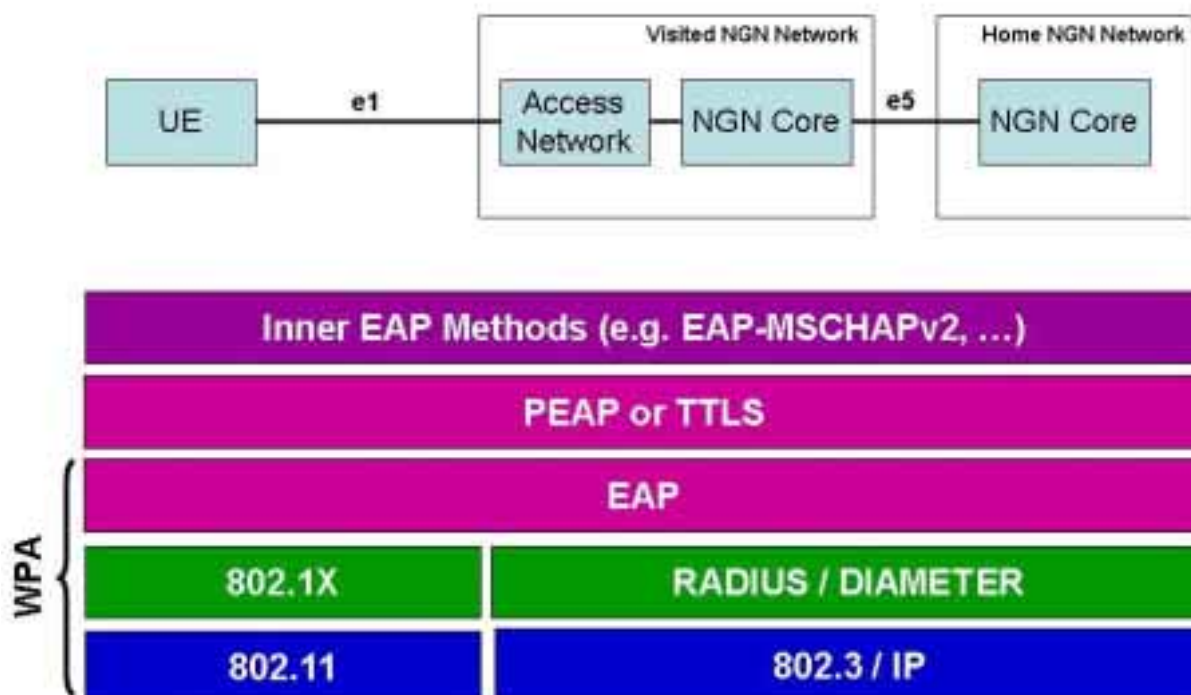 Visited NGN Network
Home NGN Network
UE
e1
Access
Network
NGN Core
e5
NGN Core
Inner EAP Methods (e.g. EAP-MSCHAPv2, ...)
PEAP or TTLS
EAP
WPA
802.1X
RADIUS / DIAMETER
802.11
802.3 / IP